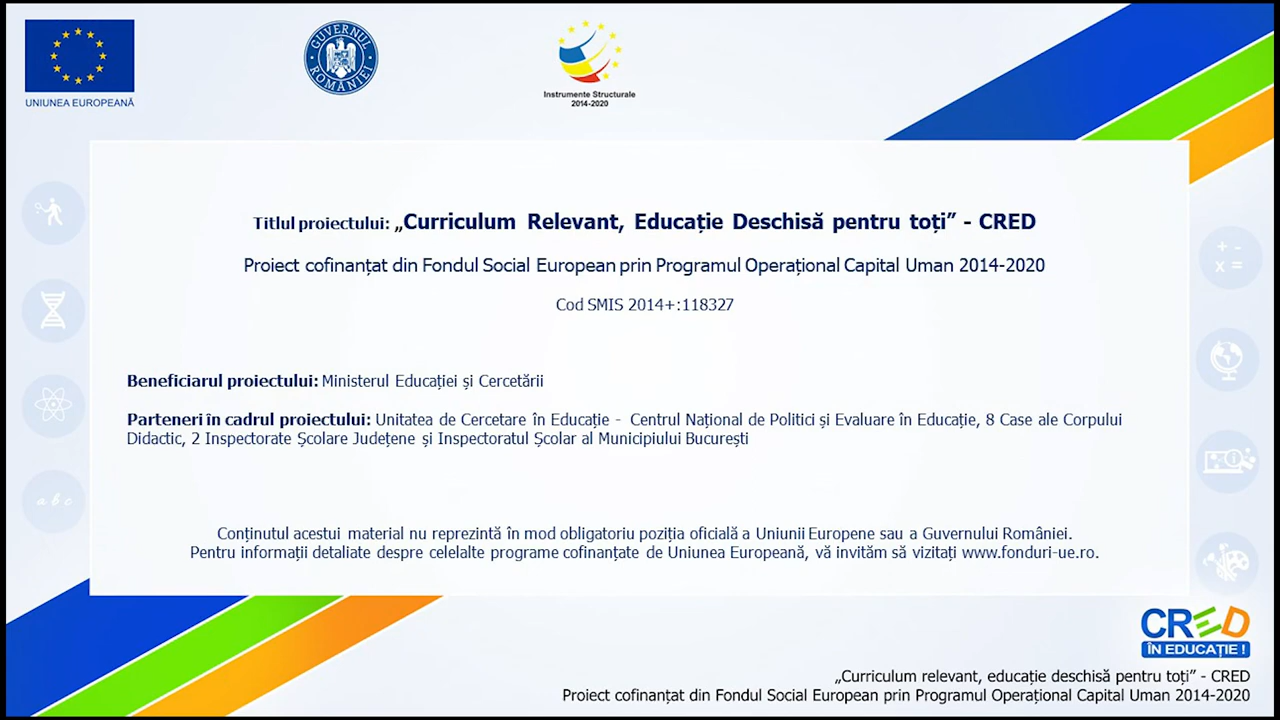 UNIUNEA EUROPEANĂ
GUVERNUL ROMÂNIEI
Instrumente Structurale
2014-2020
Titlul proiectului: „Curriculum Relevant, Educație Deschisă pentru toți” - CRED
Proiect cofinanțat din Fondul Social European prin Programul Operațional Capital Uman 2014-2020
Cod SMIS 2014+:118327
Beneficiarul proiectului: Ministerul Educației și Cercetării
Parteneri în cadrul proiectului: Unitatea de Cercetare în Educație - Centrul Național de Politici și Evaluare în Educație, 8 Case ale Corpului
Didactic, 2 Inspectorate Școlare Județene și Inspectoratul Școlar al Municipiului București
a b c
Conținutul acestui material nu reprezintă în mod obligatoriu poziția oficială a Uniunii Europene sau a Guvernului României.
Pentru informații detaliate despre celelalte programe cofinanțate de Uniunea Europeană, vă invităm să vizitați www.fonduri-ue.ro.
CRED
ÎN EDUCAȚIE !
„Curriculum relevant, educație deschisă pentru toți” - CRED
Proiect cofinanțat din Fondul Social European prin Programul Operațional Capital Uman 2014-2020